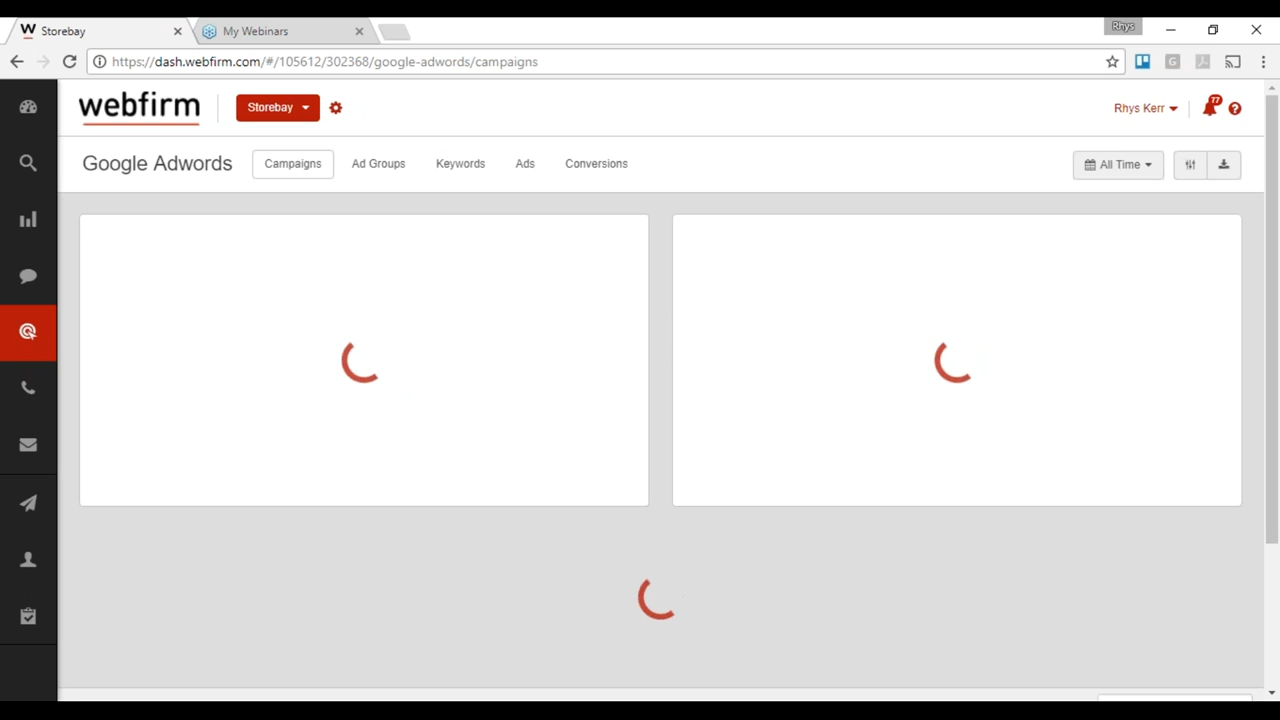 Storebay
My Webinars
Rhys
https://dash.webfirm.com/#/105612/302368/google-adwords/campaigns
webfirm
Storebay
Rhys Kerr
77
Google Adwords
Campaigns
Ad Groups
Keywords
Ads
Conversions
All Time